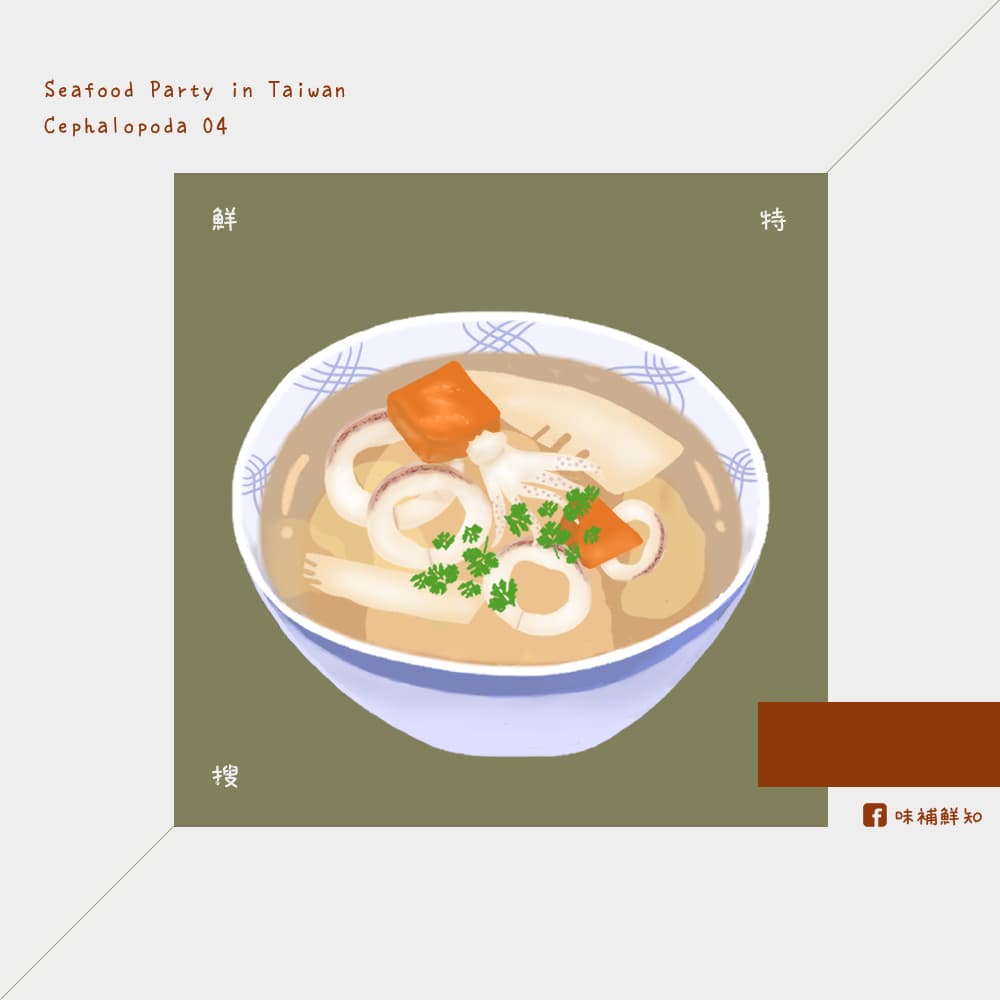 Seafood Party in Taiwan
Cephalopoda 04
鮮
特
搜
味補鮮知